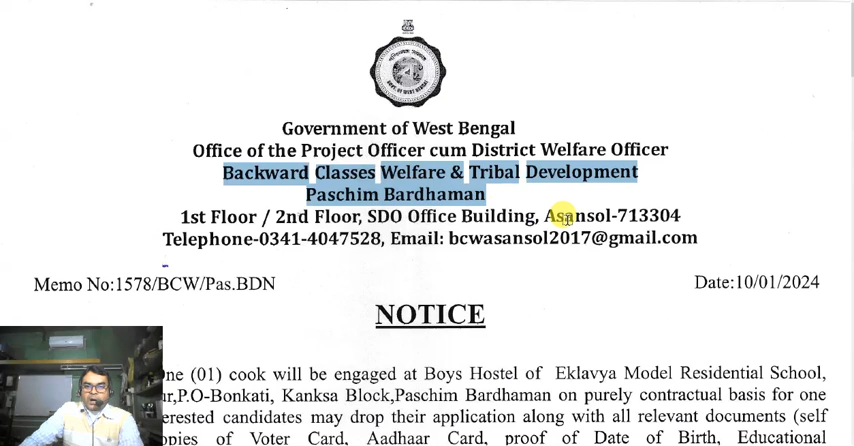 Government of West Bengal
Office of the Project Officer cum District Welfare Officer
Backward Classes Welfare & Tribal Development
Paschim Bardhaman
1st Floor / 2nd Floor, SDO Office Building, Asansol-713304
Telephone-0341-4047528, Email: bcwasansol2017@gmail.com
Memo No:1578/BCW/Pas.BDN
Date:10/01/2024
NOTICE
One (01) cook will be engaged at Boys Hostel of Eklavya Model Residential School,
P.O-Bonkati, Kanksa Block,Paschim Bardhaman on purely contractual basis for one
candidates may drop their application along with all relevant documents (self
of Voter Card, Aadhaar Card, proof of Date of Birth, Educational